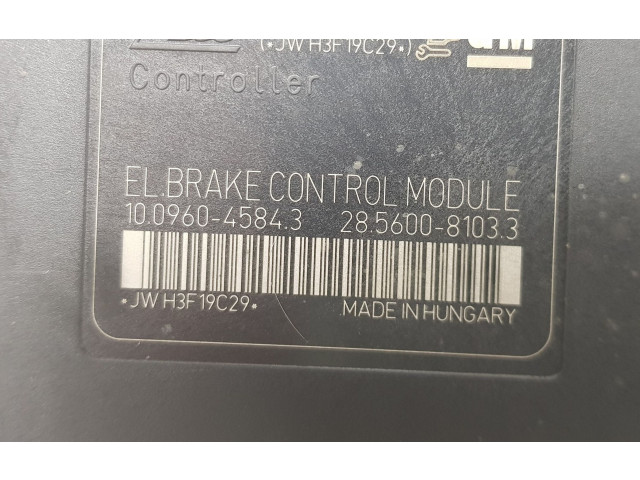 (*JW H3F19C29*) GM
Controller
EL.BRAKE CONTROL MODULE
10.0960-4584.3 28.5600-8103.3
*JW H3F19C29* MADE IN HUNGARY